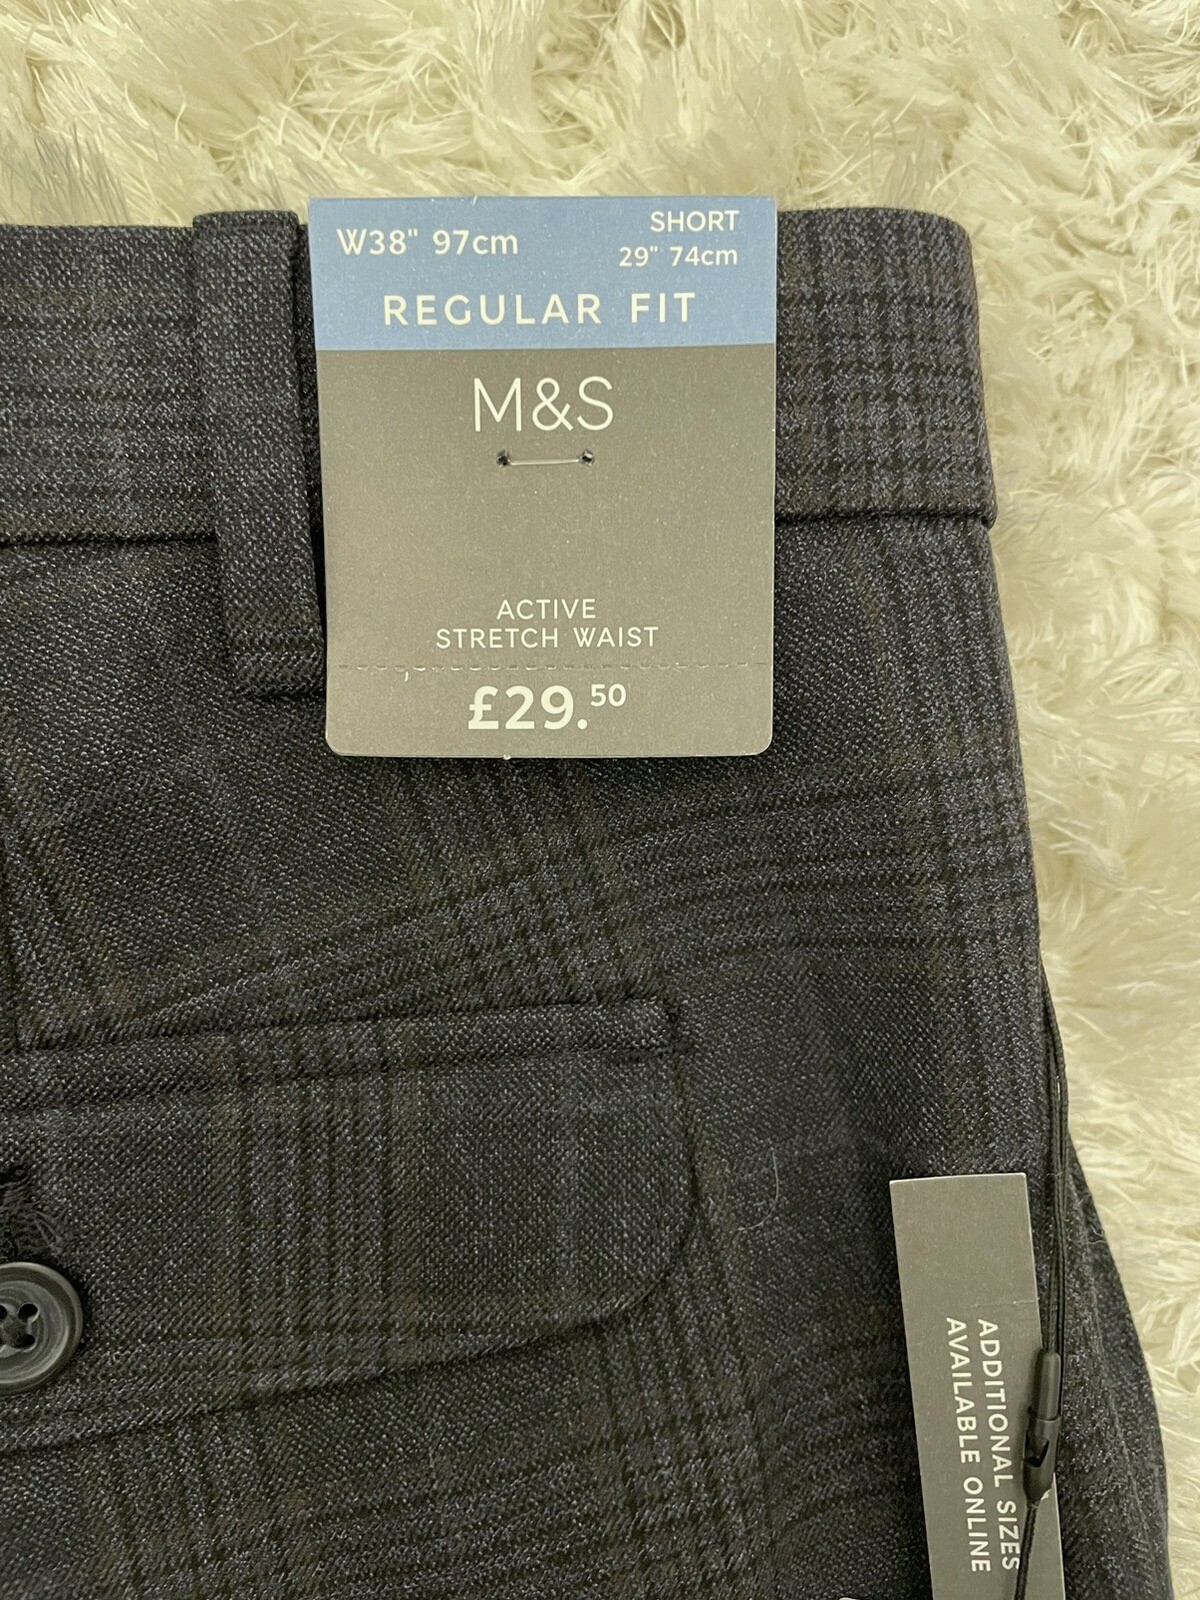 W38" 97cm
SHORT
29" 74cm
REGULAR FIT
M&S
ACTIVE
STRETCH WAIST
£29.50
ADDITIONAL SIZES
AVAILABLE ONLINE